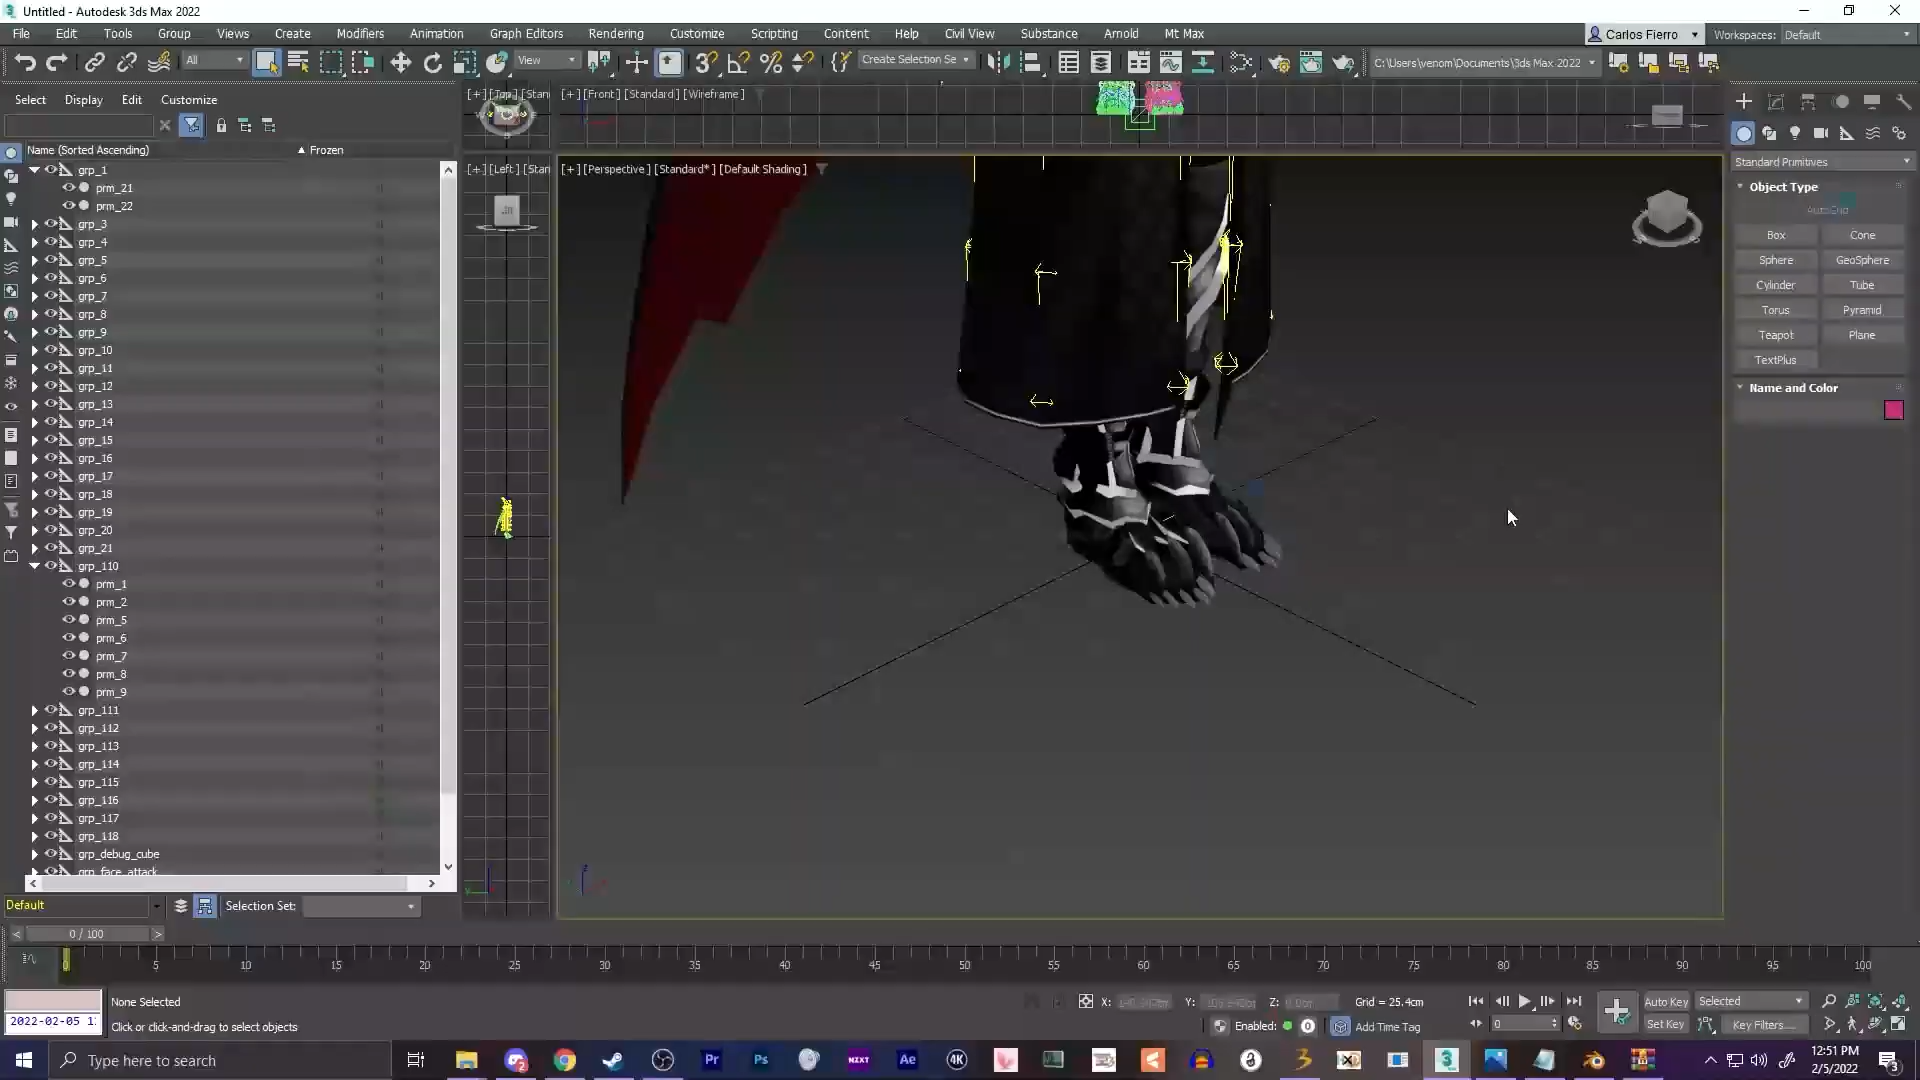 Untitled - Autodesk 3ds Max 2022
File Edit Tools Group Views Create Modifiers Animation Graph Editors Rendering Customize Scripting Content Help Civil View Substance Arnold Mt Max
Carlos Fierro
Workspaces: Default
All
View
Create Selection Se
C:\Users\venom\Documents\3ds Max 2022
Select Display Edit Customize
Name (Sorted Ascending)
Frozen
grp_1
prm_21
prm_22
grp_3
grp_4
grp_5
grp_6
grp_7
grp_8
grp_9
grp_10
grp_11
grp_12
grp_13
grp_14
grp_15
grp_16
grp_17
grp_18
grp_19
grp_20
grp_21
grp_110
prm_1
prm_2
prm_5
prm_6
prm_7
prm_8
prm_9
grp_111
grp_112
grp_113
grp_114
grp_115
grp_116
grp_117
grp_118
grp_debug_cube
grp_face_attack
[+] [Top] [Stan
[+] [Front] [Standard] [Wireframe]
[+] [Left] [Stan
[+] [Perspective] [Standard*] [Default Shading]
Standard Primitives
Object Type
AutoGrid
Box Cone
Sphere GeoSphere
Cylinder Tube
Torus Pyramid
Teapot Plane
TextPlus
Name and Color
Default
Selection Set:
0 / 100
0 5 10 15 20 25 30 35 40 45 50 55 60 65 70 75 80 85 90 95 100
None Selected
2022-02-05 1:
Click or click-and-drag to select objects
X:
Y:
Z:
Grid = 25.4cm
Enabled:
Add Time Tag
0
Auto Key
Selected
Set Key
Key Filters...
Type here to search
Pr
Ps
NZXT
Ae
4K
12:51 PM
2/5/2022